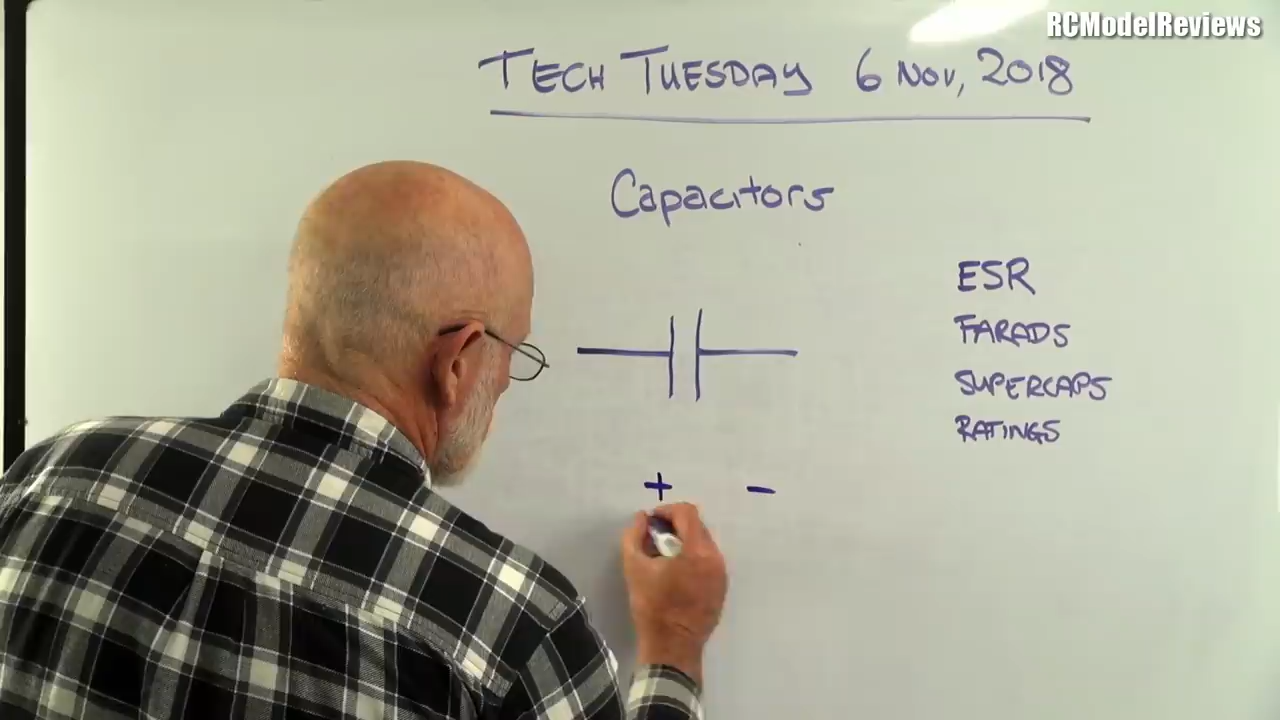 RCModelReviews
TECH TUESDAY 6 NOV, 2018
Capacitors
ESR
FARADS
SUPERCAPS
RATINGS
+ -